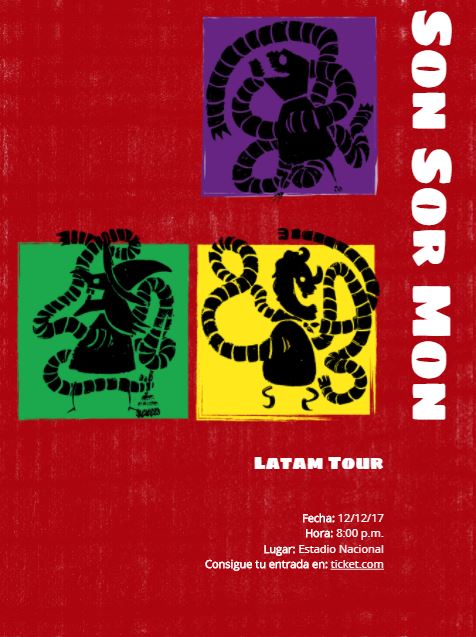 Son Sor Mon
Latam Tour
Fecha: 12/12/17
Hora: 8:00 p.m.
Lugar: Estadio Nacional
Consigue tu entrada en: ticket.com